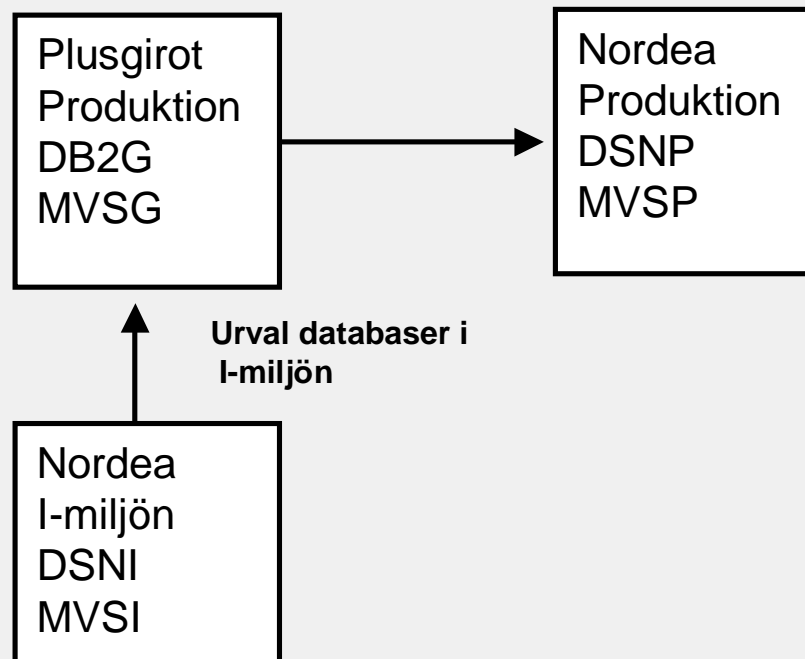 Plusgirot
Produktion
DB2G
MVSG
Nordea
Produktion
DSNP
MVSP
Urval databaser i
I-miljön
Nordea
I-miljön
DSNI
MVSI